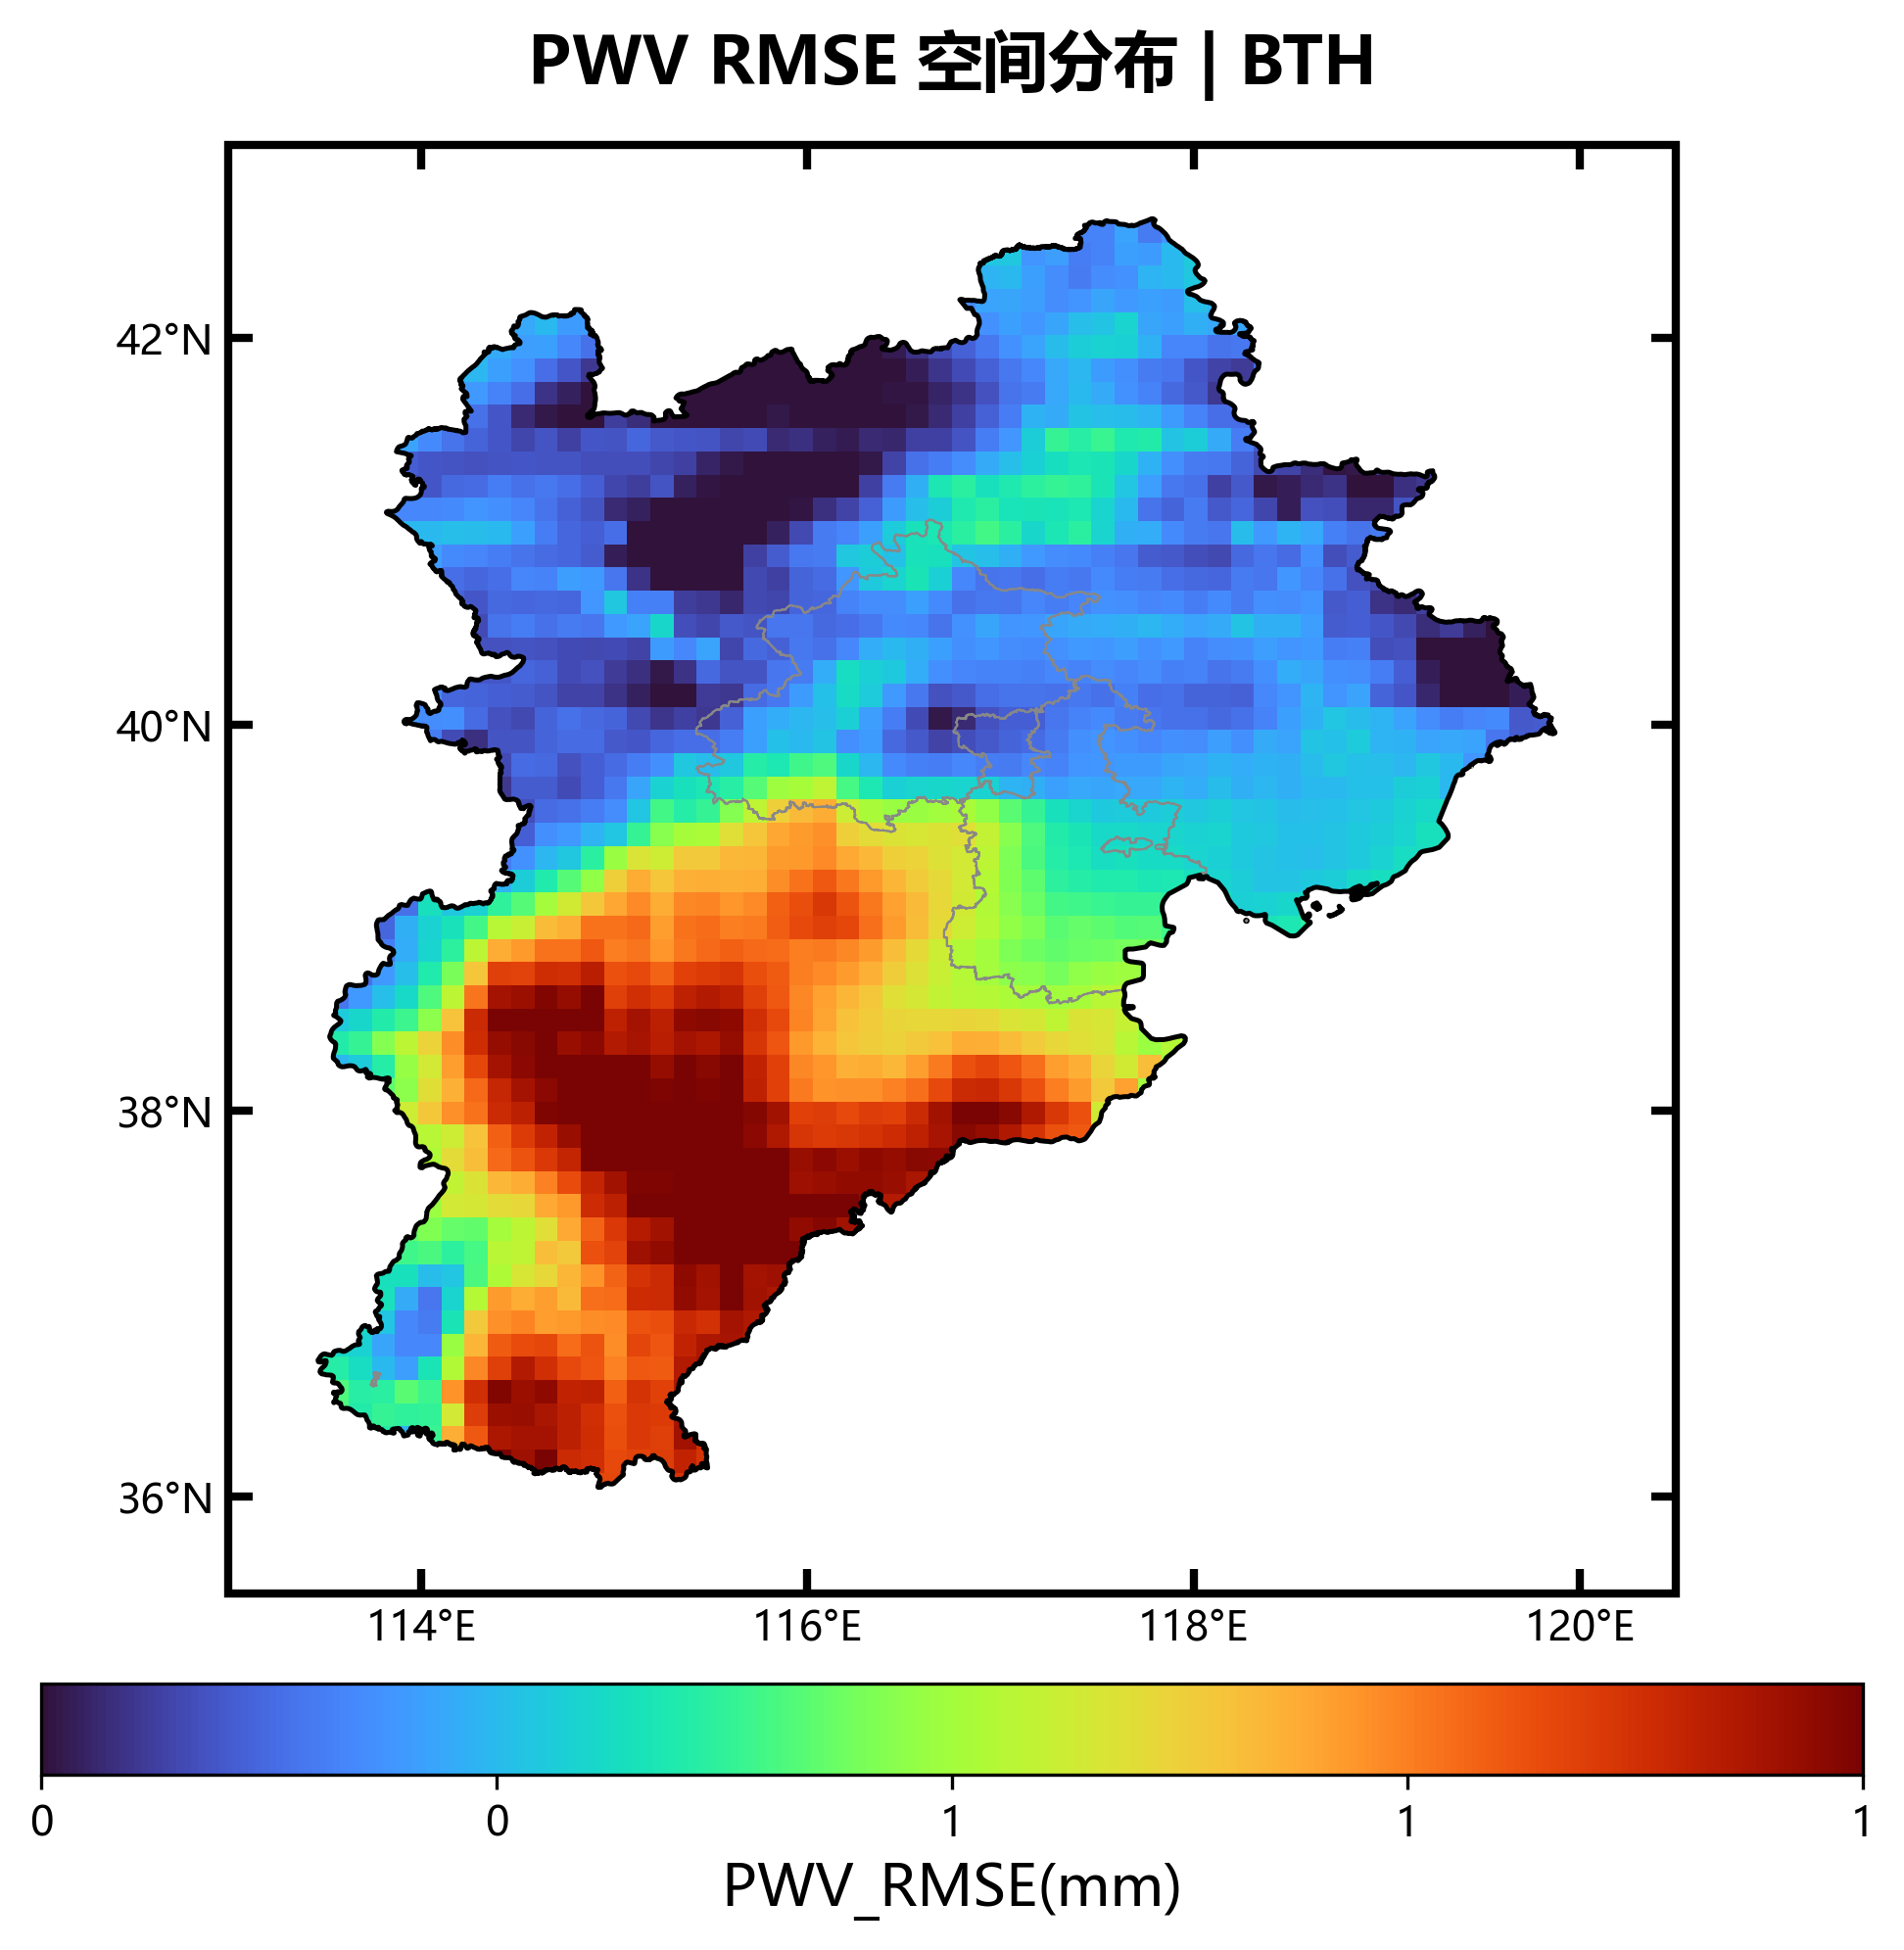 PWV RMSE 空间分布 | BTH
42°N
40°N
38°N
36°N
114°E 116°E 118°E 120°E
0 0 1 1 1
PWV_RMSE(mm)